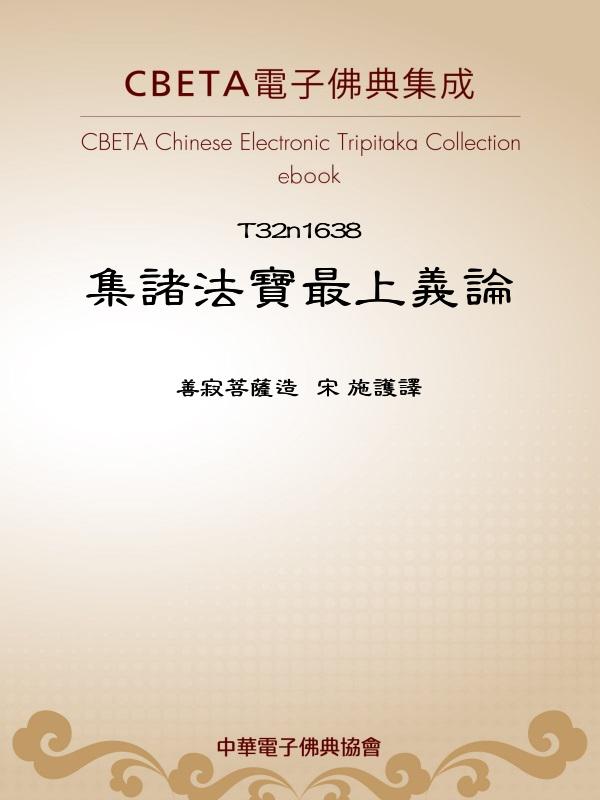 CBETA電子佛典集成
CBETA Chinese Electronic Tripitaka Collection
ebook
T32n1638
集諸法寶最上義論
善寂菩薩造 宋 施護譯
中華電子佛典協會